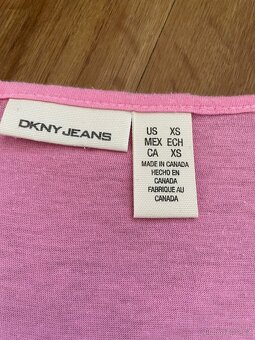 DKNY JEANS
US XS
MEX ECH
CA XS
MADE IN CANADA
HECHO EN
CANADA
FABRIQUE AU
CANADA